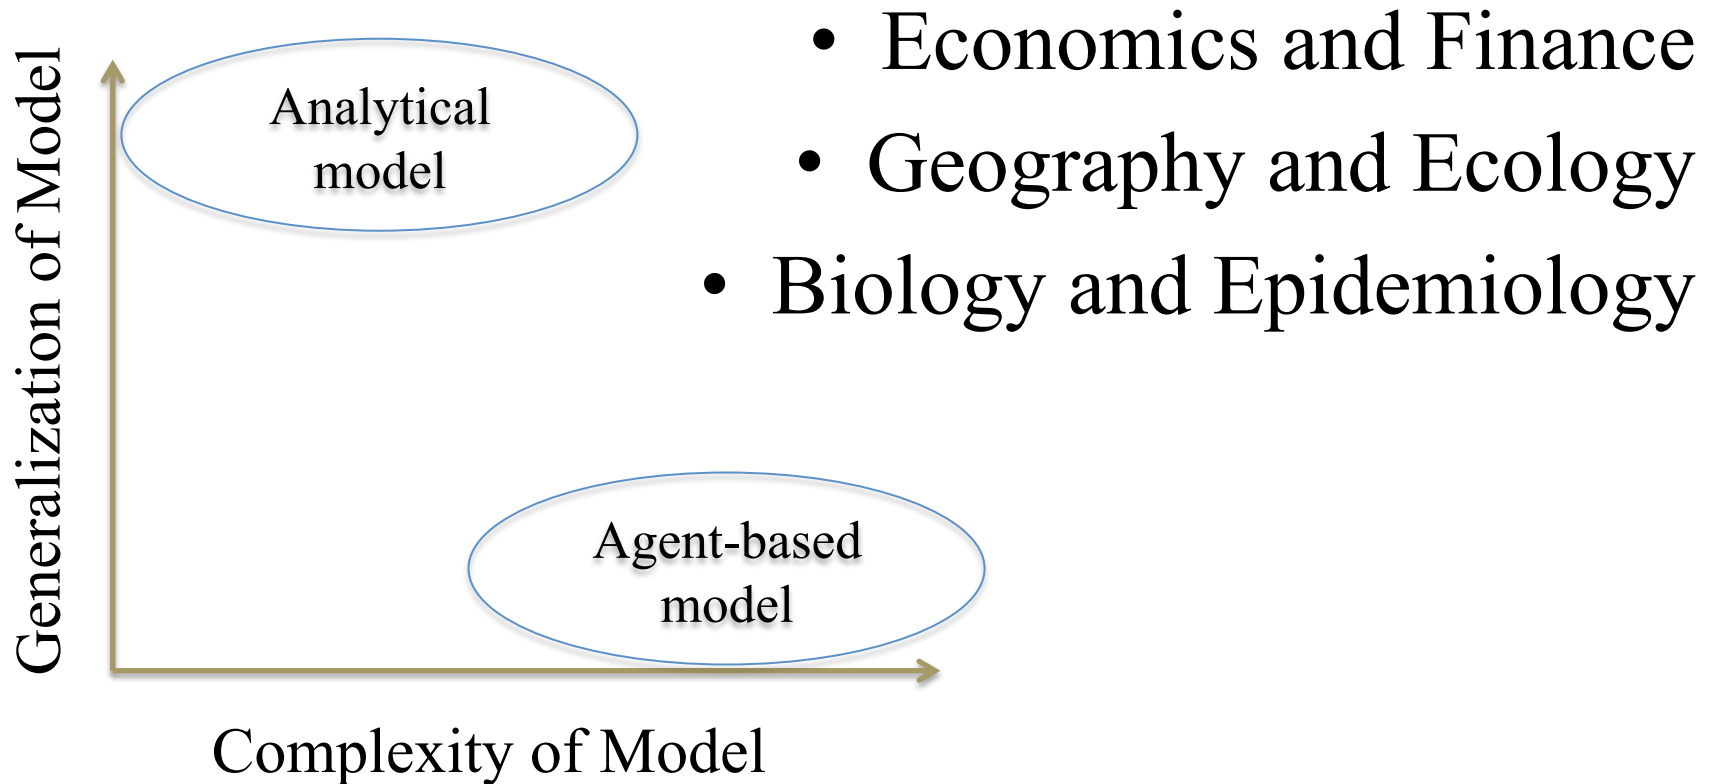 Generalization of Model
Analytical
model
Agent-based
model
Complexity of Model
• Economics and Finance
• Geography and Ecology
• Biology and Epidemiology